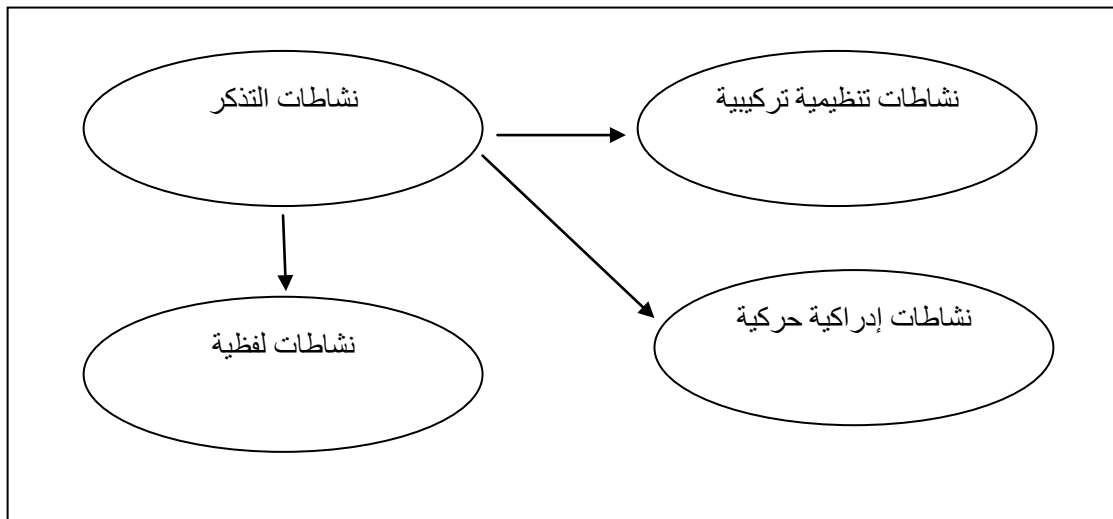 نشاطات التذكر
نشاطات تنظيمية تركيبية
نشاطات إدراكية حركية
نشاطات لفظية